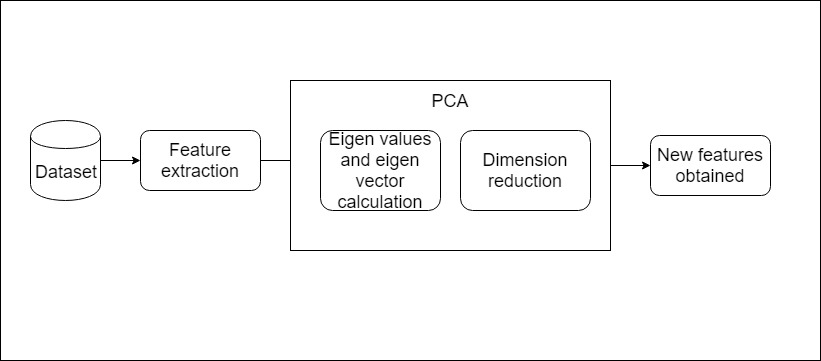 Dataset
Feature
extraction
PCA
Eigen values
and eigen
vector
calculation
Dimension
reduction
New features
obtained